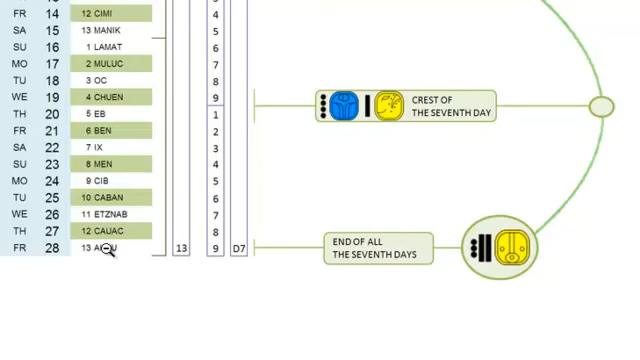 FR 14 12 CIMI 4
SA 15 13 MANIK 5
SU 16 1 LAMAT 6
MO 17 2 MULUC 7
TU 18 3 OC 8
WE 19 4 CHUEN 9
TH 20 5 EB 1
FR 21 6 BEN 2
SA 22 7 IX 3
SU 23 8 MEN 4
MO 24 9 CIB 5
TU 25 10 CABAN 6
WE 26 11 ETZNAB 7
TH 27 12 CAUAC 8
FR 28 13 13 9 D7
CREST OF
THE SEVENTH DAY
END OF ALL
THE SEVENTH DAYS